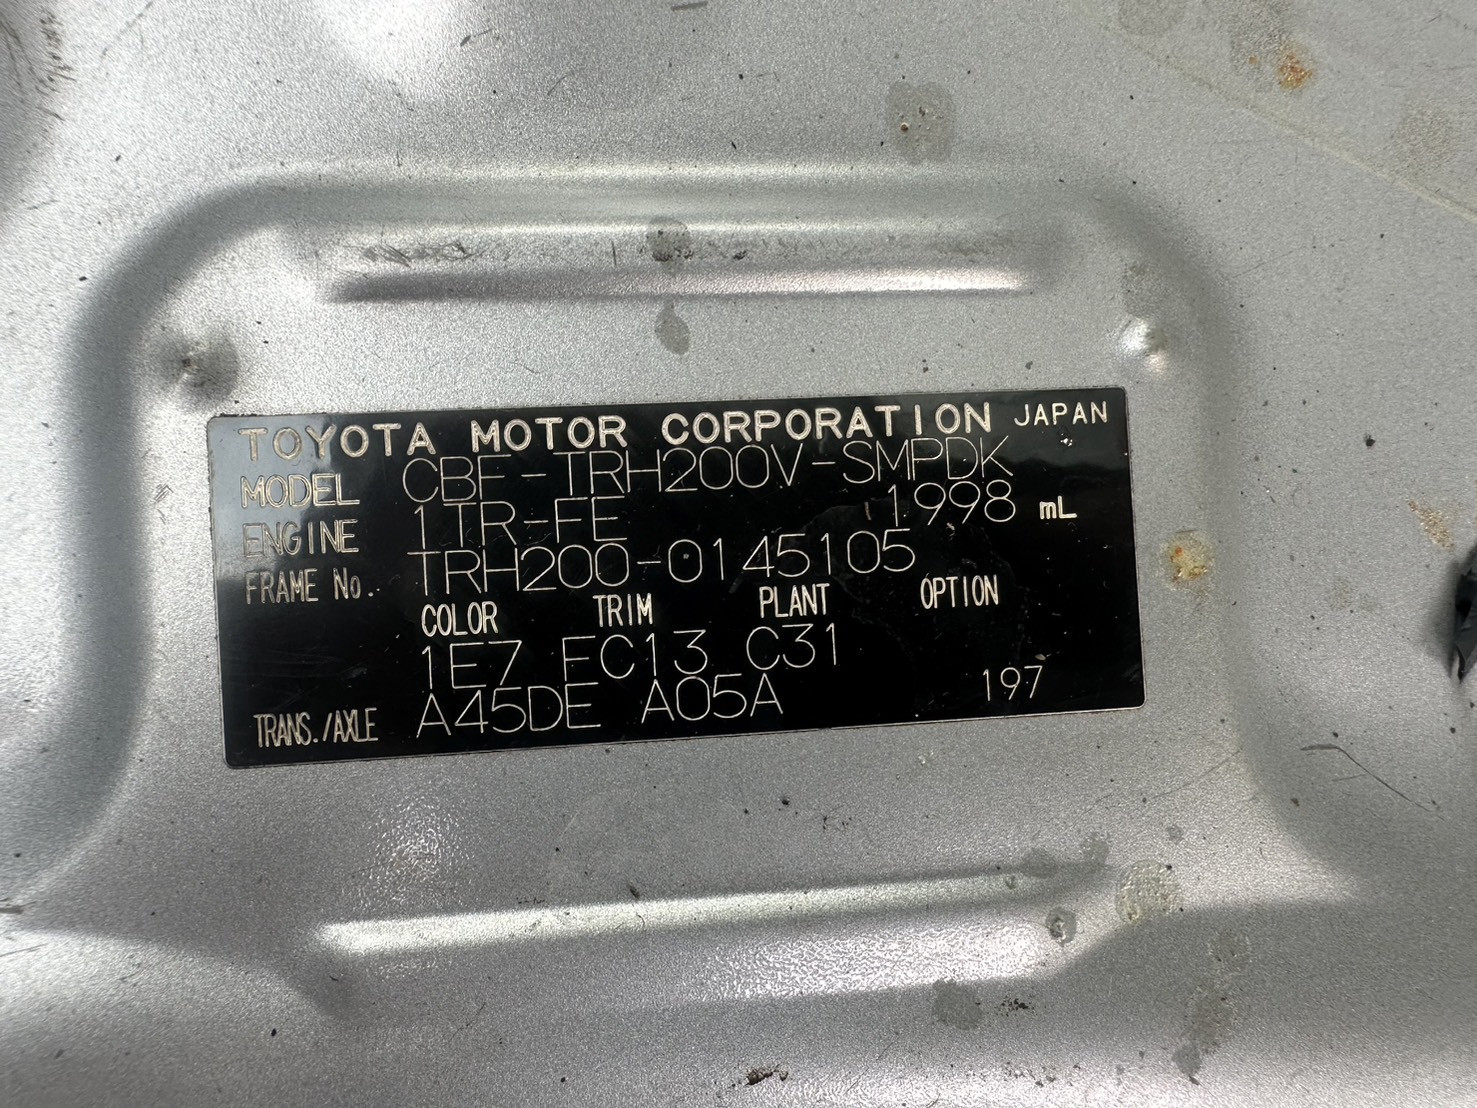 TOYOTA MOTOR CORPORATION JAPAN
MODEL CBF-TRH200V-SMPDK
ENGINE 1TR-FE 1998 mL
FRAME No. TRH200-0145105
COLOR TRIM PLANT OPTION
1E7 FC13 C31
TRANS./AXLE A45DE A05A 197